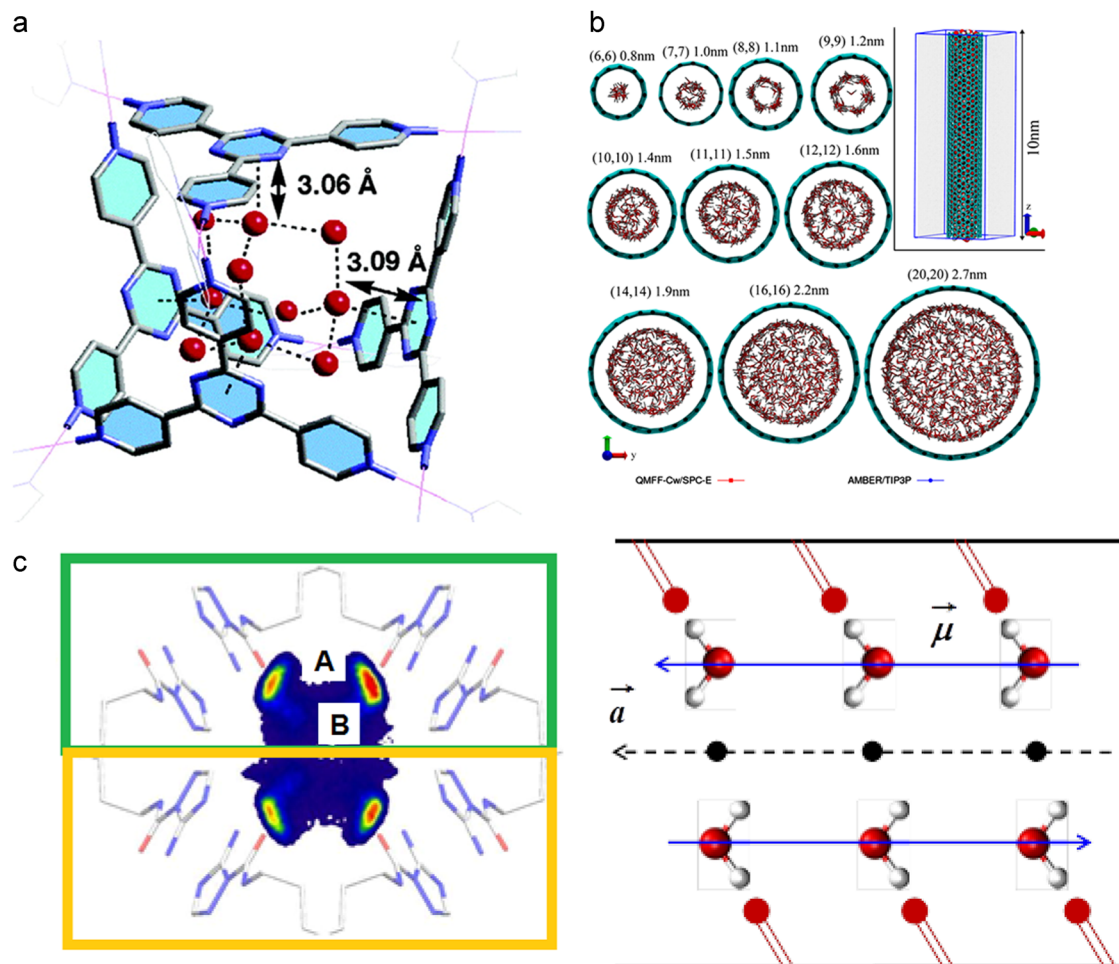 a
3.06 Å
3.09 Å
b
(6,6) 0.8nm
(7,7) 1.0nm
(8,8) 1.1nm
(9,9) 1.2nm
(10,10) 1.4nm
(11,11) 1.5nm
(12,12) 1.6nm
(14,14) 1.9nm
(16,16) 2.2nm
(20,20) 2.7nm
10nm
z
y
QMFF-Cw/SPC-E
AMBER/TIP3P
c
A
B
μ
a